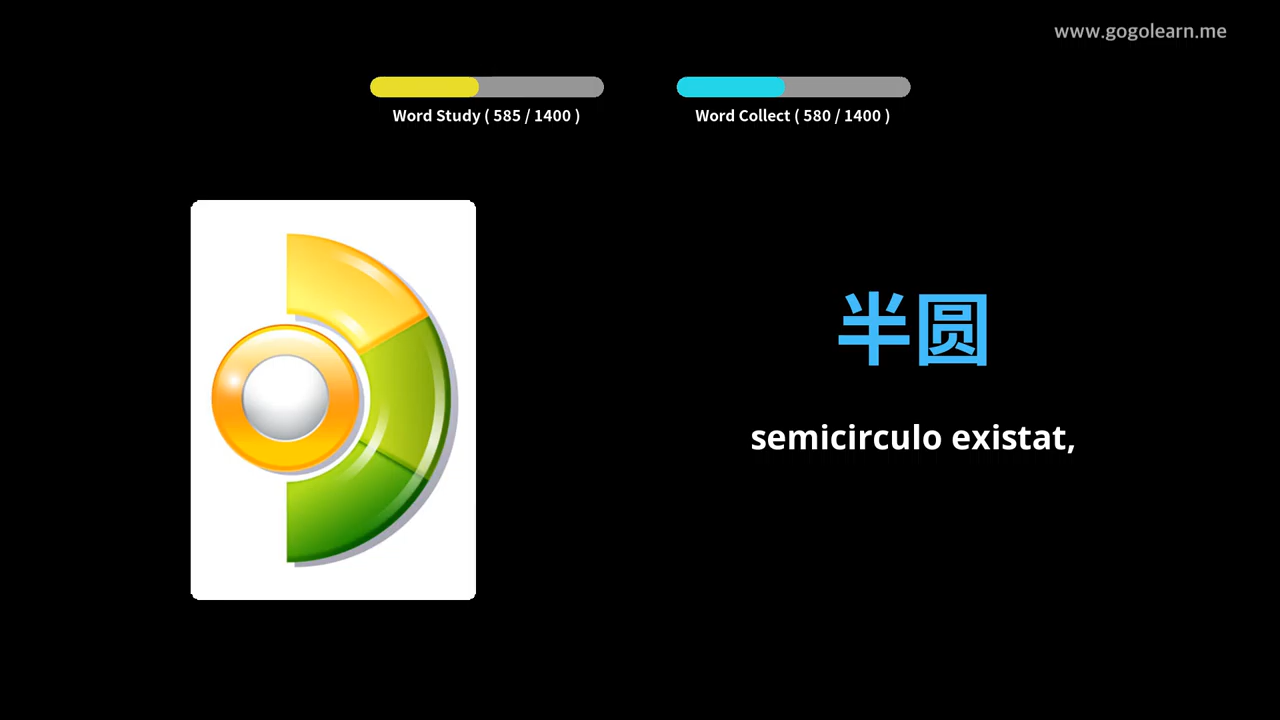 www.gogolearn.me
Word Study ( 585 / 1400 )
Word Collect ( 580 / 1400 )
半圆
semicirculo existat,